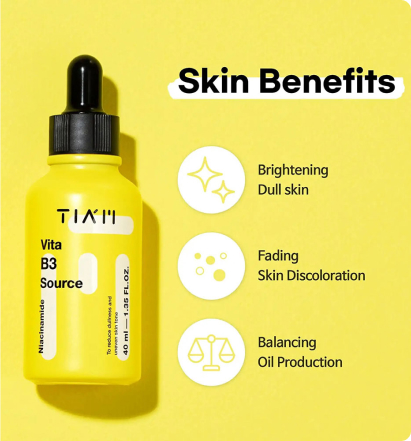 Skin Benefits
TIA'M
Vita
B3
Source
Niacinamide
To reduce dullness and
uneven skin tone
40 ml — 1.35 FL.OZ.
Brightening
Dull skin
Fading
Skin Discoloration
Balancing
Oil Production